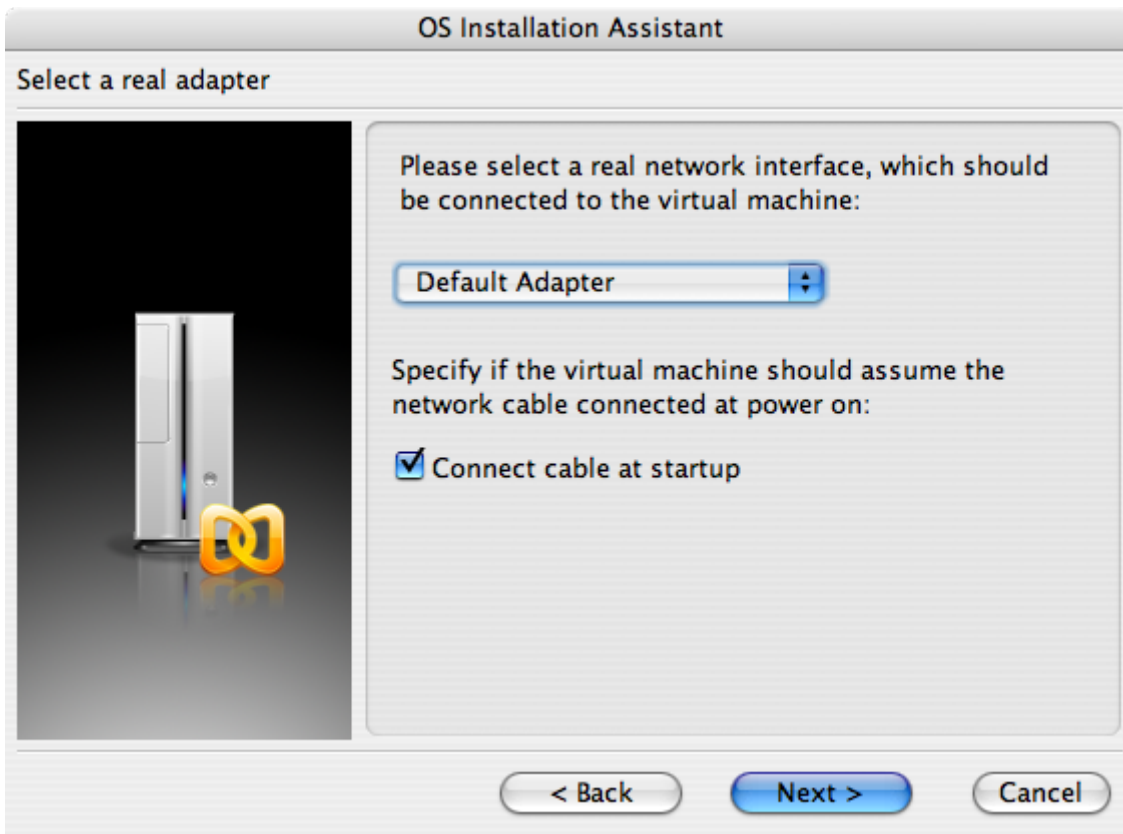 OS Installation Assistant
Select a real adapter
Please select a real network interface, which should
be connected to the virtual machine:
Default Adapter
Specify if the virtual machine should assume the
network cable connected at power on:
Connect cable at startup
< Back
Next >
Cancel